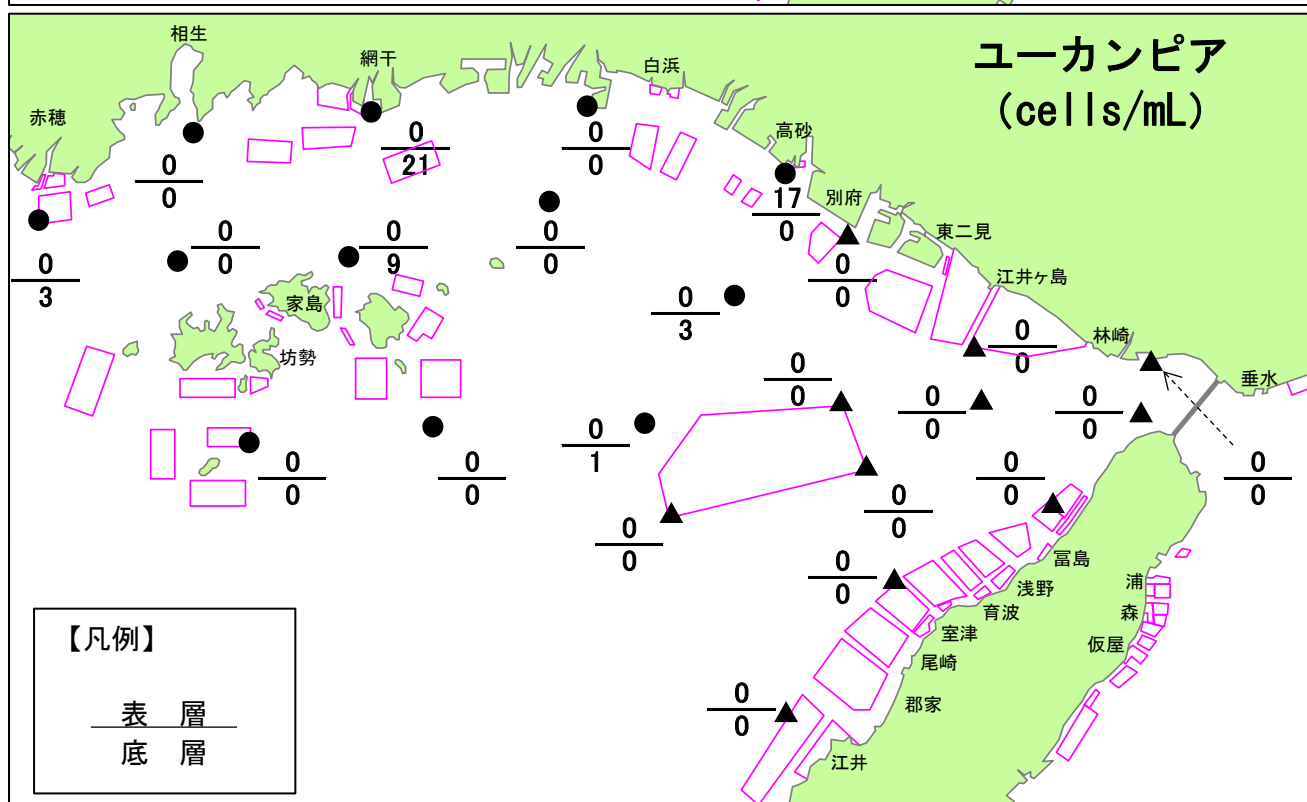 ユーカンピア
(cells/mL)
相生
網干
白浜
赤穂
高砂
0
21
0
0
0
0
17
0
別府
東二見
0
3
0
0
0
9
0
0
0
0
江井ヶ島
家島
0
3
0
0
林崎
坊勢
垂水
0
0
0
0
0
0
0
1
0
0
0
0
0
0
0
0
0
0
0
0
0
0
冨島
浅野
育波
室津
尾崎
郡家
江井
浦
森
仮屋
0
0
【凡例】
表 層
底 層